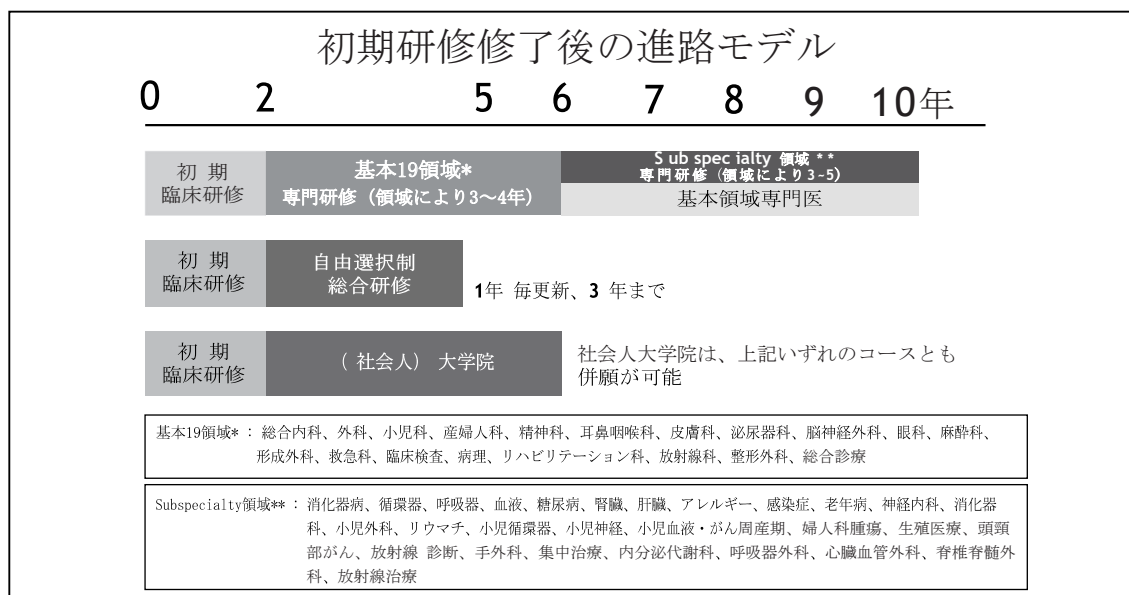 初期研修修了後の進路モデル
0 2 5 6 7 8 9 10年
初 期
臨床研修
基本19領域*
専門研修（領域により3～4年）
Sub specialty 領域 **
専門研修（領域により3-5）
基本領域専門医
初 期
臨床研修
自由選択制
総合研修
1年 毎更新、3 年まで
初 期
臨床研修
（社会人） 大学院
社会人大学院は、上記いずれのコースとも
併願が可能
基本19領域* ： 総合内科、外科、小児科、産婦人科、精神科、耳鼻咽喉科、皮膚科、泌尿器科、脳神経外科、眼科、麻酔科、
形成外科、救急科、臨床検査、病理、リハビリテーション科、放射線科、整形外科、総合診療
Subspecialty領域** ： 消化器病、循環器、呼吸器、血液、糖尿病、腎臓、肝臓、アレルギー、感染症、老年病、神経内科、消化器
科、小児外科、リウマチ、小児循環器、小児神経、小児血液・がん周産期、婦人科腫瘍、生殖医療、頭頸
部がん、放射線 診断、手外科、集中治療、内分泌代謝科、呼吸器外科、心臓血管外科、脊椎脊髄外
科、放射線治療